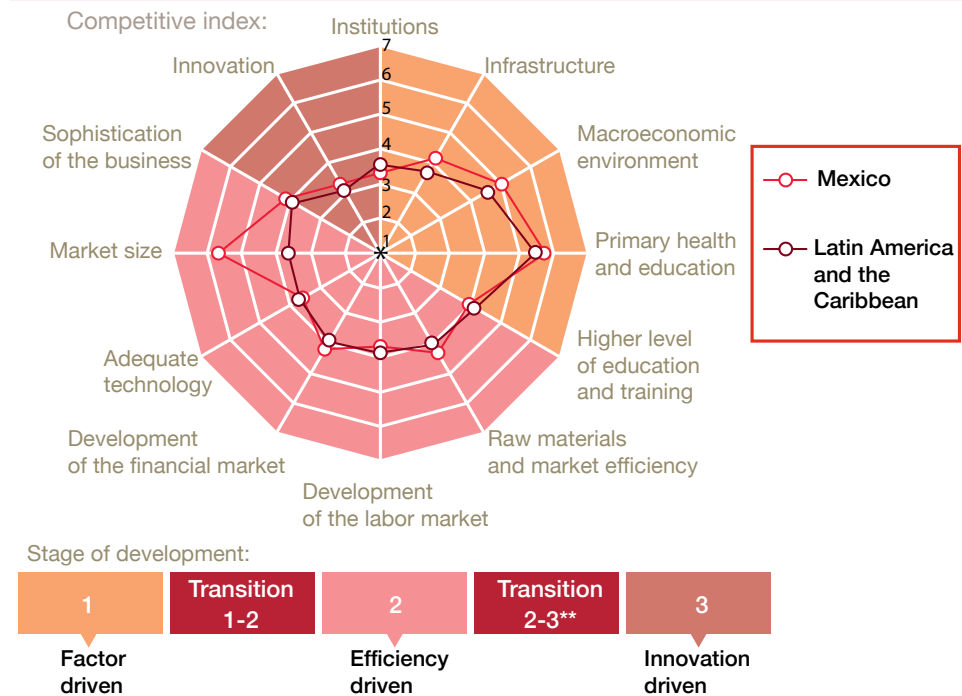 Competitive index:
Institutions
Infrastructure
Macroeconomic
environment
Primary health
and education
Higher level
of education
and training
Raw materials
and market efficiency
Development
of the labor market
Development
of the financial market
Adequate
technology
Market size
Sophistication
of the business
Innovation
7
6
5
4
3
2
1
Mexico
Latin America
and the
Caribbean
Stage of development:
1
Transition
1-2
2
Transition
2-3**
3
Factor
driven
Efficiency
driven
Innovation
driven